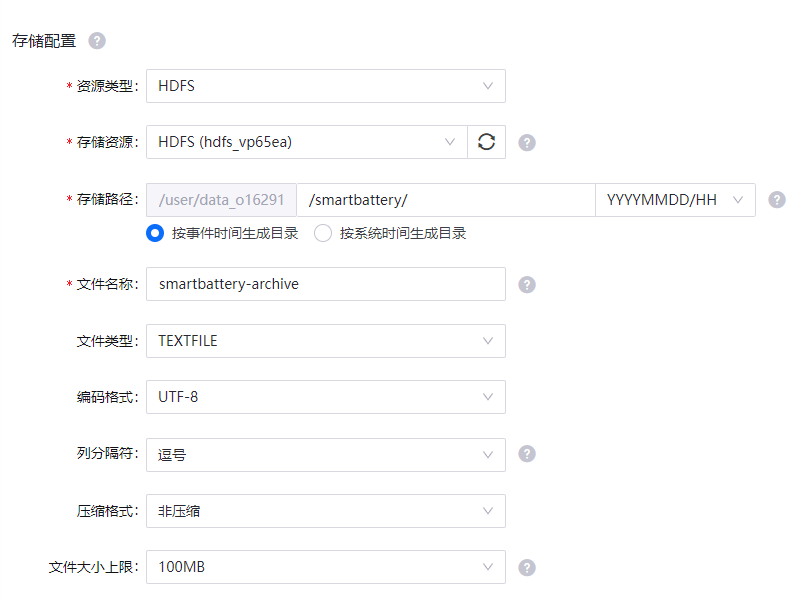 存储配置 ?
* 资源类型: HDFS
* 存储资源: HDFS (hdfs_vp65ea) ?
* 存储路径: /user/data_o16291 /smartbattery/ YYYYMMDD/HH ?
按事件时间生成目录 按系统时间生成目录
* 文件名称: smartbattery-archive ?
文件类型: TEXTFILE
编码格式: UTF-8
列分隔符: 逗号 ?
压缩格式: 非压缩
文件大小上限: 100MB ?